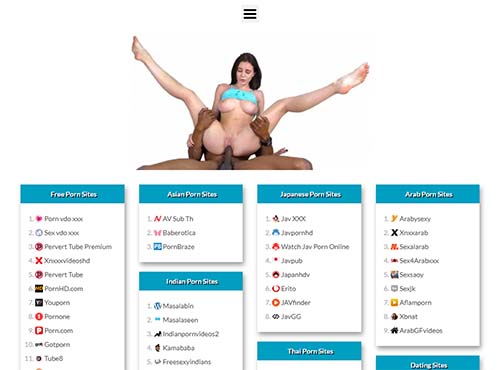 Free Porn Sites
1. Porn vdo xxx
2. Sex vdo xxx
3. Pervert Tube Premium
4. Xnxxxvideoshd
5. Pervert Tube
6. PornHD.com
7. Youporn
8. Pornone
9. Porn.com
10. Gotporn
11. Tube8
Asian Porn Sites
1. AV Sub Th
2. Baberotica
3. PornBraze
Indian Porn Sites
1. Masalabin
2. Masalaseen
3. Indianpornvideos2
4. Kamababa
5. Freesexyindians
Japanese Porn Sites
1. Jav XXX
2. Javpornhd
3. Watch Jav Porn Online
4. Javpub
5. Japanhdv
6. Erito
7. JAVfinder
8. JavGG
Thai Porn Sites
Arab Porn Sites
1. Arabysexy
2. Xnxxarab
3. Sexalarab
4. Sex4Arabxxx
5. Sexsaoy
6. Sexjk
7. Aflamporn
8. Xbnat
9. ArabGFvideos
Dating Sites